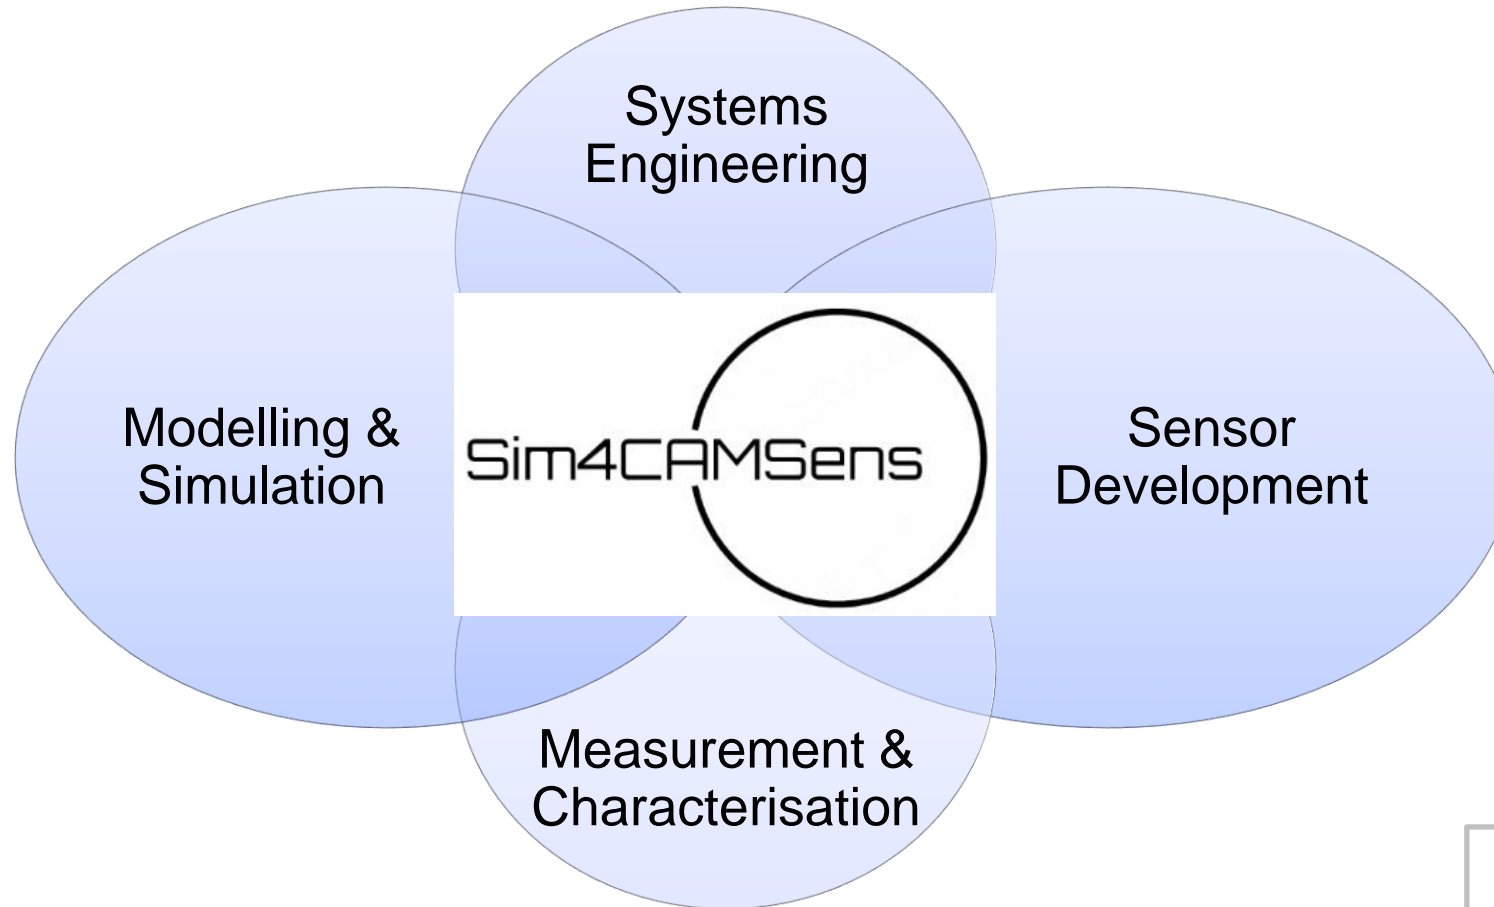 Systems
Engineering
Modelling &
Simulation
Sim4CAMSens
Sensor
Development
Measurement &
Characterisation